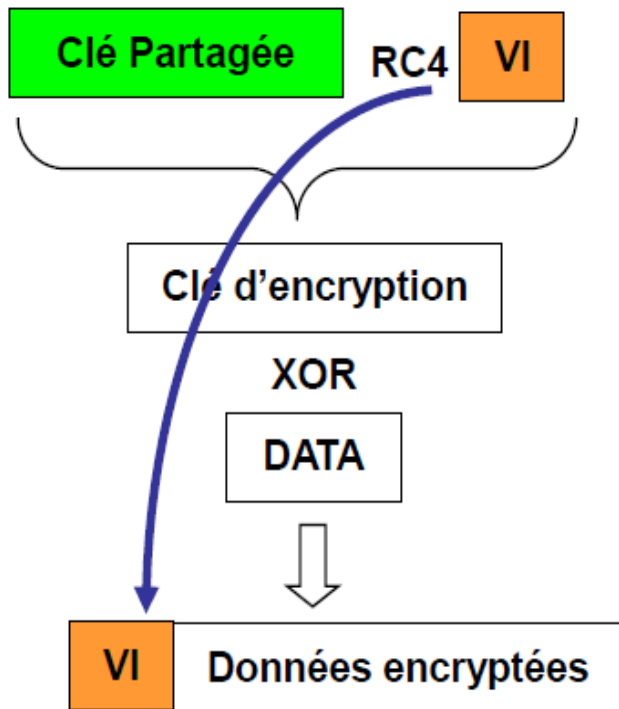 Clé Partagée RC4 VI
Clé d'encryption
XOR
DATA
VI Données encryptées